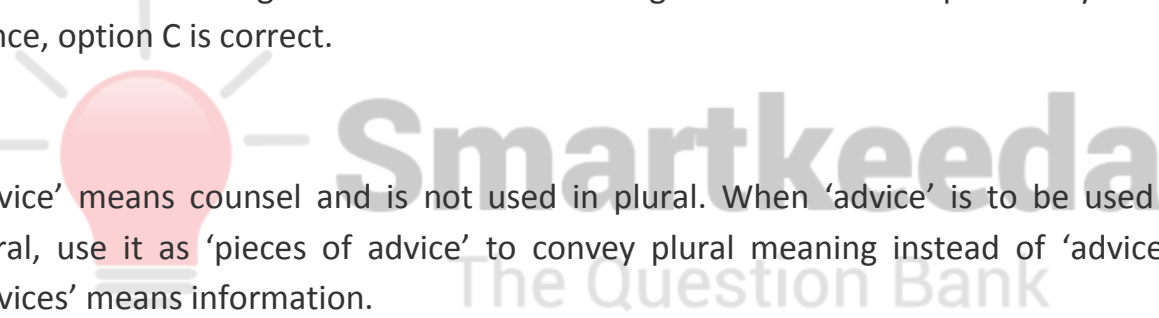 nce, option C is correct.
Smartkeeda
vice’ means counsel and is not used in plural. When ‘advice’ is to be used
ral, use it as ‘pieces of advice’ to convey plural meaning instead of ‘advice
The Question Bank
vices’ means information.